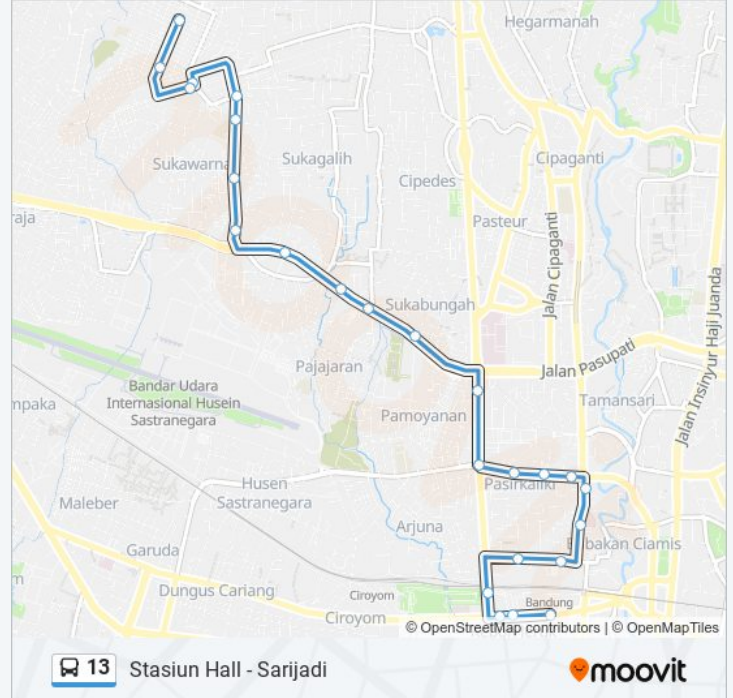 Hegarmanah
Sukawarna
Sukagalih
Cipaganti
Cipedes
raja
Pasteur
Jalan Cipaganti
Jalan Insinyur Haji Juanda
Sukabungah
Jalan Pasupati
Pajajaran
Bandar Udara
Internasional Husein
Sastranegara
mpaka
Pamoyanan
Tamansari
Husen
Sastranegara
Pasirkaliki
Maleber
Arjuna
Garuda
Babakan Ciamis
Dungus Cariang
Ciroyom
Bandung
Ciroyom
m
© OpenStreetMap contributors | © OpenMapTiles
13 Stasiun Hall - Sarijadi
moovit